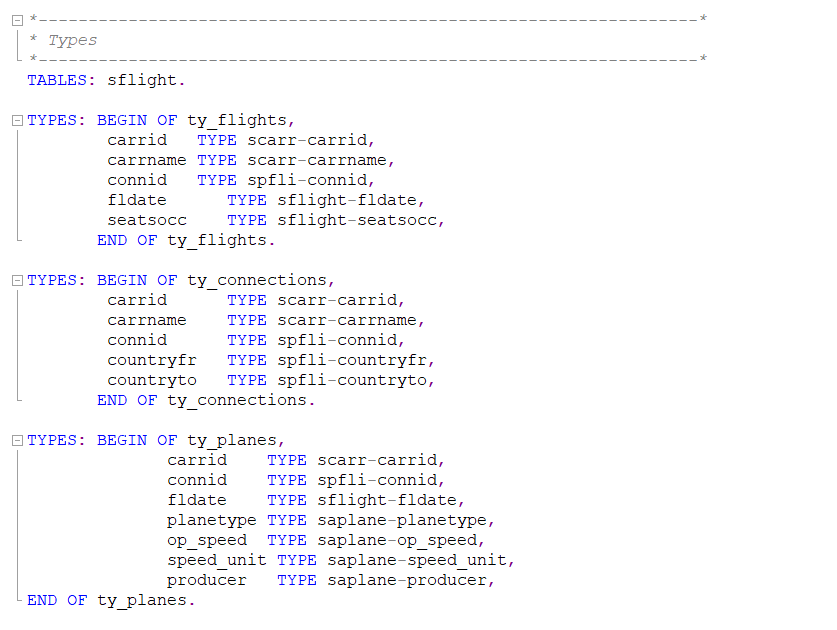 *------------------------------------------------------------------*
* Types
*------------------------------------------------------------------*
TABLES: sflight.
TYPES: BEGIN OF ty_flights,
carrid   TYPE scarr-carrid,
carrname TYPE scarr-carrname,
connid   TYPE spfli-connid,
fldate      TYPE sflight-fldate,
seatsocc    TYPE sflight-seatsocc,
END OF ty_flights.
TYPES: BEGIN OF ty_connections,
carrid      TYPE scarr-carrid,
carrname    TYPE scarr-carrname,
connid      TYPE spfli-connid,
countryfr   TYPE spfli-countryfr,
countryto   TYPE spfli-countryto,
END OF ty_connections.
TYPES: BEGIN OF ty_planes,
carrid    TYPE scarr-carrid,
connid    TYPE spfli-connid,
fldate    TYPE sflight-fldate,
planetype TYPE saplane-planetype,
op_speed  TYPE saplane-op_speed,
speed_unit TYPE saplane-speed_unit,
producer   TYPE saplane-producer,
END OF ty_planes.